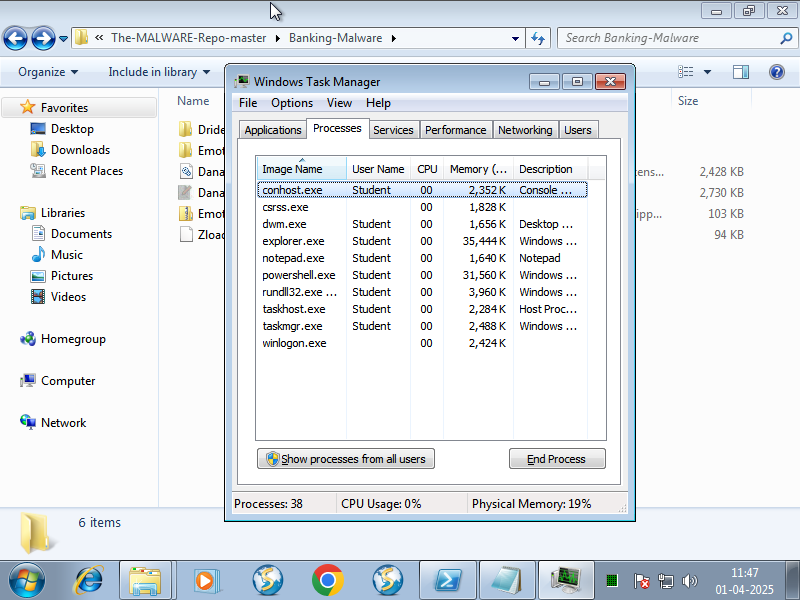 « The-MALWARE-Repo-master ▸ Banking-Malware ▸
Search Banking-Malware
Organize ▾ Include in library ▾
Favorites
Desktop
Downloads
Recent Places
Libraries
Documents
Music
Pictures
Videos
Homegroup
Computer
Network
Name Size
Dride
Emot
Dana
Dana
Emot
Zload
cens... 2,428 KB
2,730 KB
ipp... 103 KB
94 KB
Windows Task Manager
File Options View Help
Applications Processes Services Performance Networking Users
Image Name User Name CPU Memory (... Description
conhost.exe Student 00 2,352 K Console ...
csrss.exe 00 1,828 K
dwm.exe Student 00 1,656 K Desktop ...
explorer.exe Student 00 35,444 K Windows ...
notepad.exe Student 00 1,640 K Notepad
powershell.exe Student 00 31,560 K Windows ...
rundll32.exe ... Student 00 3,960 K Windows ...
taskhost.exe Student 00 2,284 K Host Proc...
taskmgr.exe Student 00 2,488 K Windows ...
winlogon.exe 00 2,424 K
Show processes from all users End Process
Processes: 38 CPU Usage: 0% Physical Memory: 19%
6 items
11:47
01-04-2025